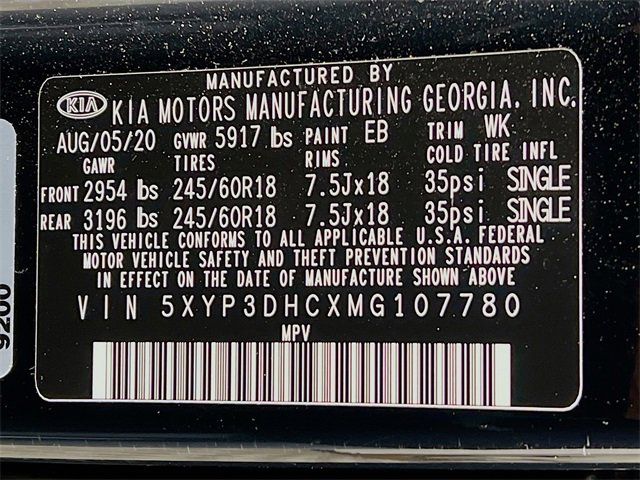 MANUFACTURED BY
KIA KIA MOTORS MANUFACTURING GEORGIA, INC.
AUG/05/20 GVWR 5917 lbs PAINT EB TRIM WK
GAWR TIRES RIMS COLD TIRE INFL
FRONT 2954 lbs 245/60R18 7.5Jx18 35psi SINGLE
REAR 3196 lbs 245/60R18 7.5Jx18 35psi SINGLE
THIS VEHICLE CONFORMS TO ALL APPLICABLE U.S.A. FEDERAL
MOTOR VEHICLE SAFETY AND THEFT PREVENTION STANDARDS
IN EFFECT ON THE DATE OF MANUFACTURE SHOWN ABOVE
VIN 5XYP3DHCXMG107780
MPV
9200